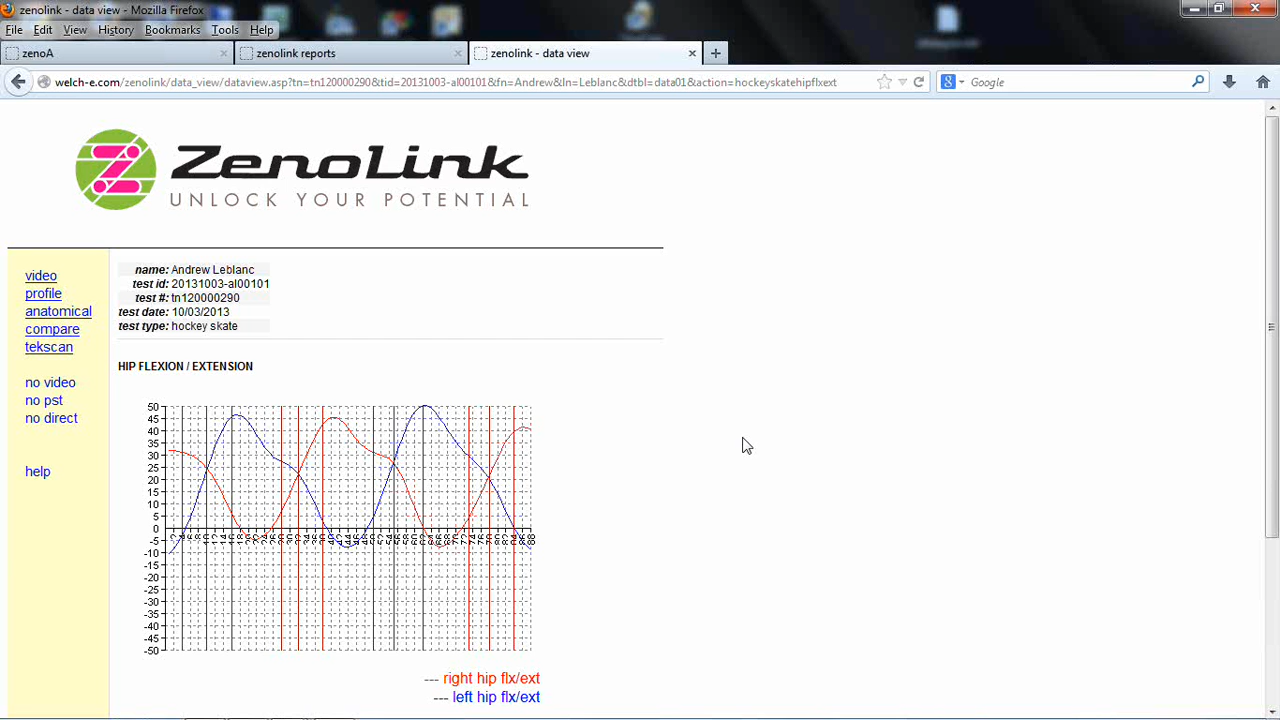 zenolink - data view - Mozilla Firefox
File Edit View History Bookmarks Tools Help
zenoA zenolink reports zenolink - data view
welch-e.com/zenolink/data_view/dataview.asp?tn=tn120000290&tid=20131003-al00101&fn=Andrew&ln=Leblanc&dtbl=data01&action=hockeyskatehipflxext
Google
ZenoLink
UNLOCK YOUR POTENTIAL
video
profile
anatomical
compare
tekscan
no video
no pst
no direct
help
name: Andrew Leblanc
test id: 20131003-al00101
test #: tn120000290
test date: 10/03/2013
test type: hockey skate
HIP FLEXION / EXTENSION
50
45
40
35
30
25
20
15
10
5
0
-5
-10
-15
-20
-25
-30
-35
-40
-45
-50
--- right hip flx/ext
--- left hip flx/ext